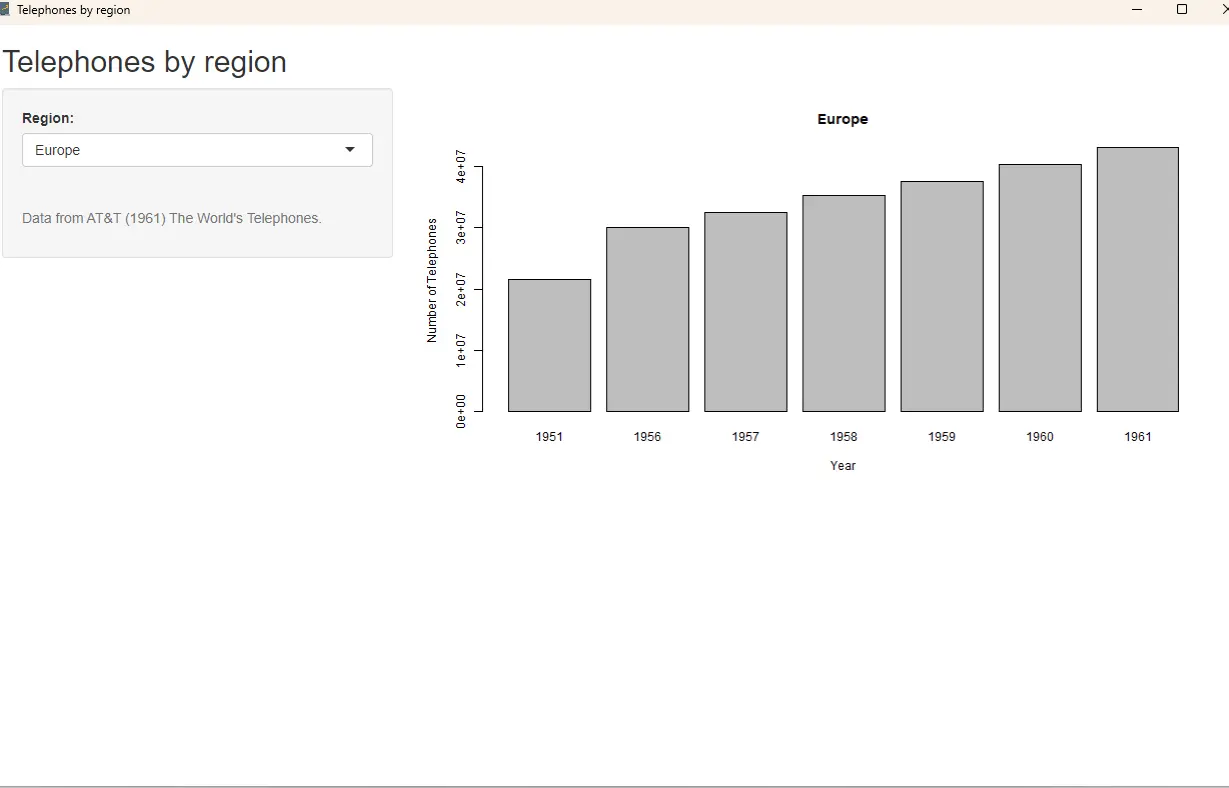 Telephones by region
Telephones by region
Region:
Europe
Data from AT&T (1961) The World's Telephones.
Europe
Number of Telephones
4e+07
3e+07
2e+07
1e+07
0e+00
1951 1956 1957 1958 1959 1960 1961
Year